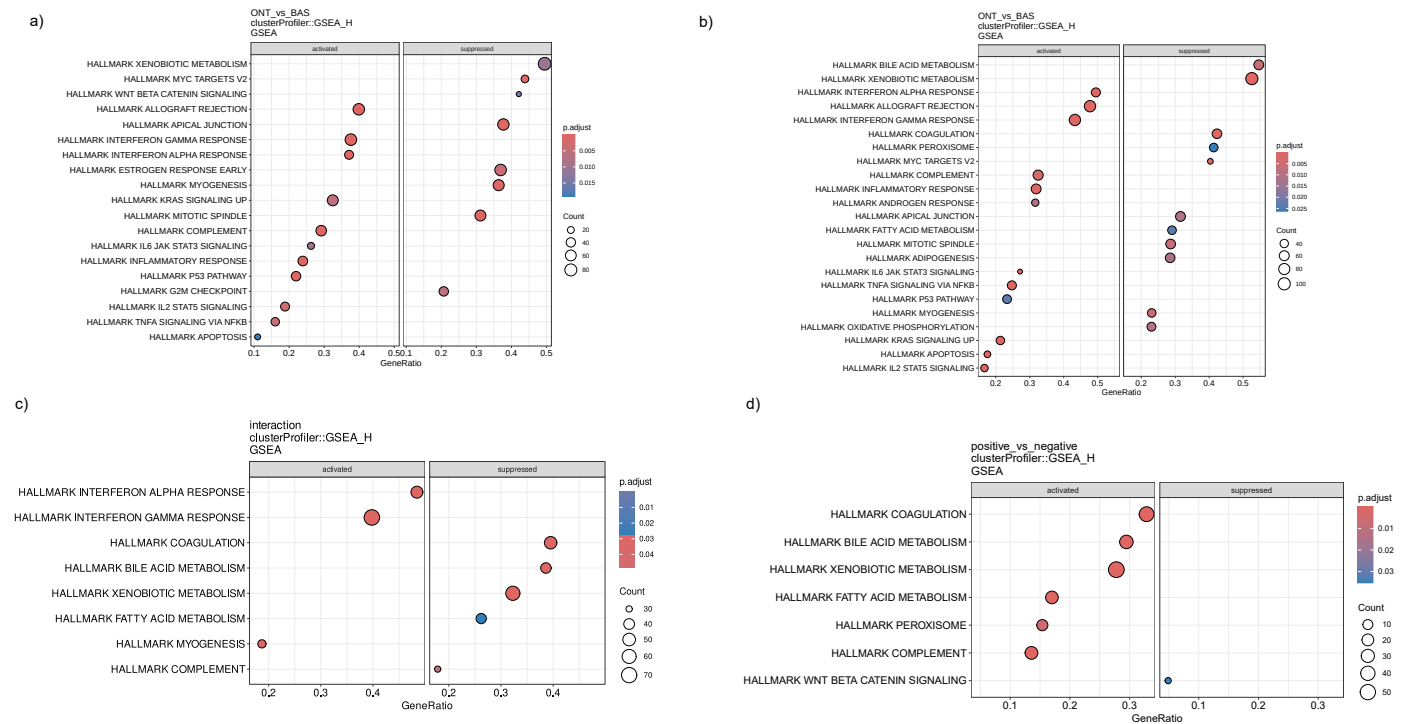 a)
ONT_vs_BAS
clusterProfiler::GSEA_H
GSEA
activated
suppressed
HALLMARK XENOBIOTIC METABOLISM
HALLMARK MYC TARGETS V2
HALLMARK WNT BETA CATENIN SIGNALING
HALLMARK ALLOGRAFT REJECTION
HALLMARK APICAL JUNCTION
HALLMARK INTERFERON GAMMA RESPONSE
HALLMARK INTERFERON ALPHA RESPONSE
HALLMARK ESTROGEN RESPONSE EARLY
HALLMARK MYOGENESIS
HALLMARK KRAS SIGNALING UP
HALLMARK MITOTIC SPINDLE
HALLMARK COMPLEMENT
HALLMARK IL6 JAK STAT3 SIGNALING
HALLMARK INFLAMMATORY RESPONSE
HALLMARK P53 PATHWAY
HALLMARK G2M CHECKPOINT
HALLMARK IL2 STAT5 SIGNALING
HALLMARK TNFA SIGNALING VIA NFKB
HALLMARK APOPTOSIS
0.1 0.2 0.3 0.4 0.50.1 0.2 0.3 0.4 0.5
GeneRatio
p.adjust
0.005
0.010
0.015
Count
20
40
60
80
b)
ONT_vs_BAS
clusterProfiler::GSEA_H
GSEA
activated
suppressed
HALLMARK BILE ACID METABOLISM
HALLMARK XENOBIOTIC METABOLISM
HALLMARK INTERFERON ALPHA RESPONSE
HALLMARK ALLOGRAFT REJECTION
HALLMARK INTERFERON GAMMA RESPONSE
HALLMARK COAGULATION
HALLMARK PEROXISOME
HALLMARK MYC TARGETS V2
HALLMARK COMPLEMENT
HALLMARK INFLAMMATORY RESPONSE
HALLMARK ANDROGEN RESPONSE
HALLMARK APICAL JUNCTION
HALLMARK FATTY ACID METABOLISM
HALLMARK MITOTIC SPINDLE
HALLMARK ADIPOGENESIS
HALLMARK IL6 JAK STAT3 SIGNALING
HALLMARK TNFA SIGNALING VIA NFKB
HALLMARK P53 PATHWAY
HALLMARK MYOGENESIS
HALLMARK OXIDATIVE PHOSPHORYLATION
HALLMARK KRAS SIGNALING UP
HALLMARK APOPTOSIS
HALLMARK IL2 STAT5 SIGNALING
0.2 0.3 0.4 0.5 0.2 0.3 0.4 0.5
GeneRatio
p.adjust
0.005
0.010
0.015
0.020
0.025
Count
40
60
80
100
c)
interaction
clusterProfiler::GSEA_H
GSEA
activated
suppressed
HALLMARK INTERFERON ALPHA RESPONSE
HALLMARK INTERFERON GAMMA RESPONSE
HALLMARK COAGULATION
HALLMARK BILE ACID METABOLISM
HALLMARK XENOBIOTIC METABOLISM
HALLMARK FATTY ACID METABOLISM
HALLMARK MYOGENESIS
HALLMARK COMPLEMENT
0.2 0.3 0.4 0.2 0.3 0.4
GeneRatio
p.adjust
0.01
0.02
0.03
0.04
Count
30
40
50
60
70
d)
positive_vs_negative
clusterProfiler::GSEA_H
GSEA
activated
suppressed
HALLMARK COAGULATION
HALLMARK BILE ACID METABOLISM
HALLMARK XENOBIOTIC METABOLISM
HALLMARK FATTY ACID METABOLISM
HALLMARK PEROXISOME
HALLMARK COMPLEMENT
HALLMARK WNT BETA CATENIN SIGNALING
0.1 0.2 0.3 0.1 0.2 0.3
GeneRatio
p.adjust
0.01
0.02
0.03
Count
10
20
30
40
50